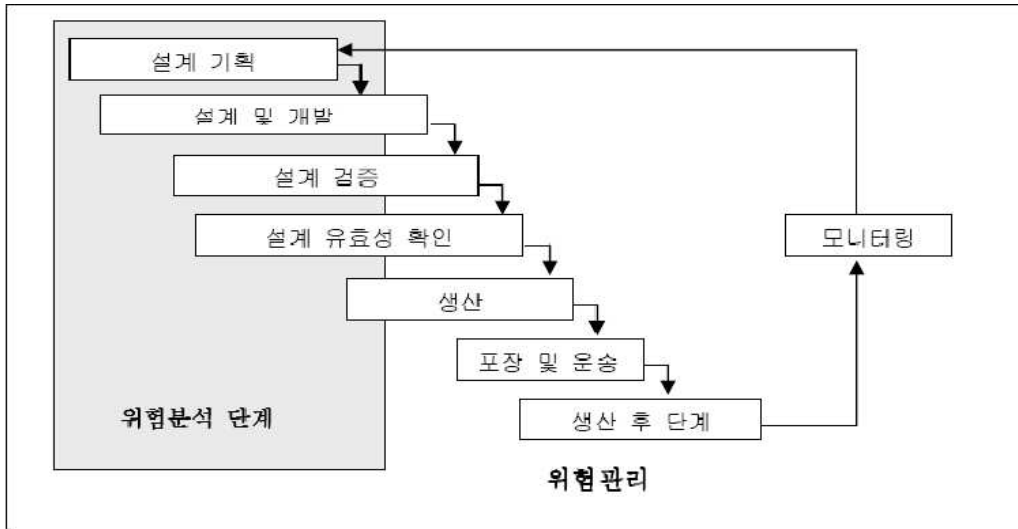 설계 기획
설계 및 개발
설계 검증
설계 유효성 확인
모니터링
생산
포장 및 운송
위험분석 단계
생산 후 단계
위험관리